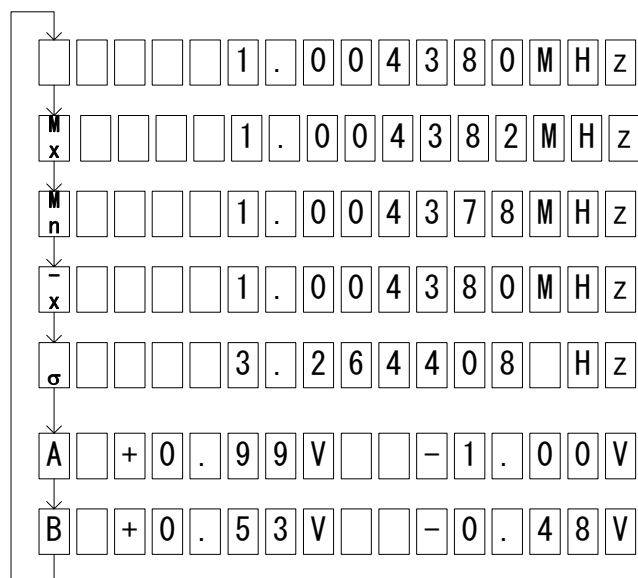 1.004380MHz
Mx 1.004382MHz
Mn 1.004378MHz
x̄ 1.004380MHz
σ 3.264408 Hz
A +0.99V -1.00V
B +0.53V -0.48V